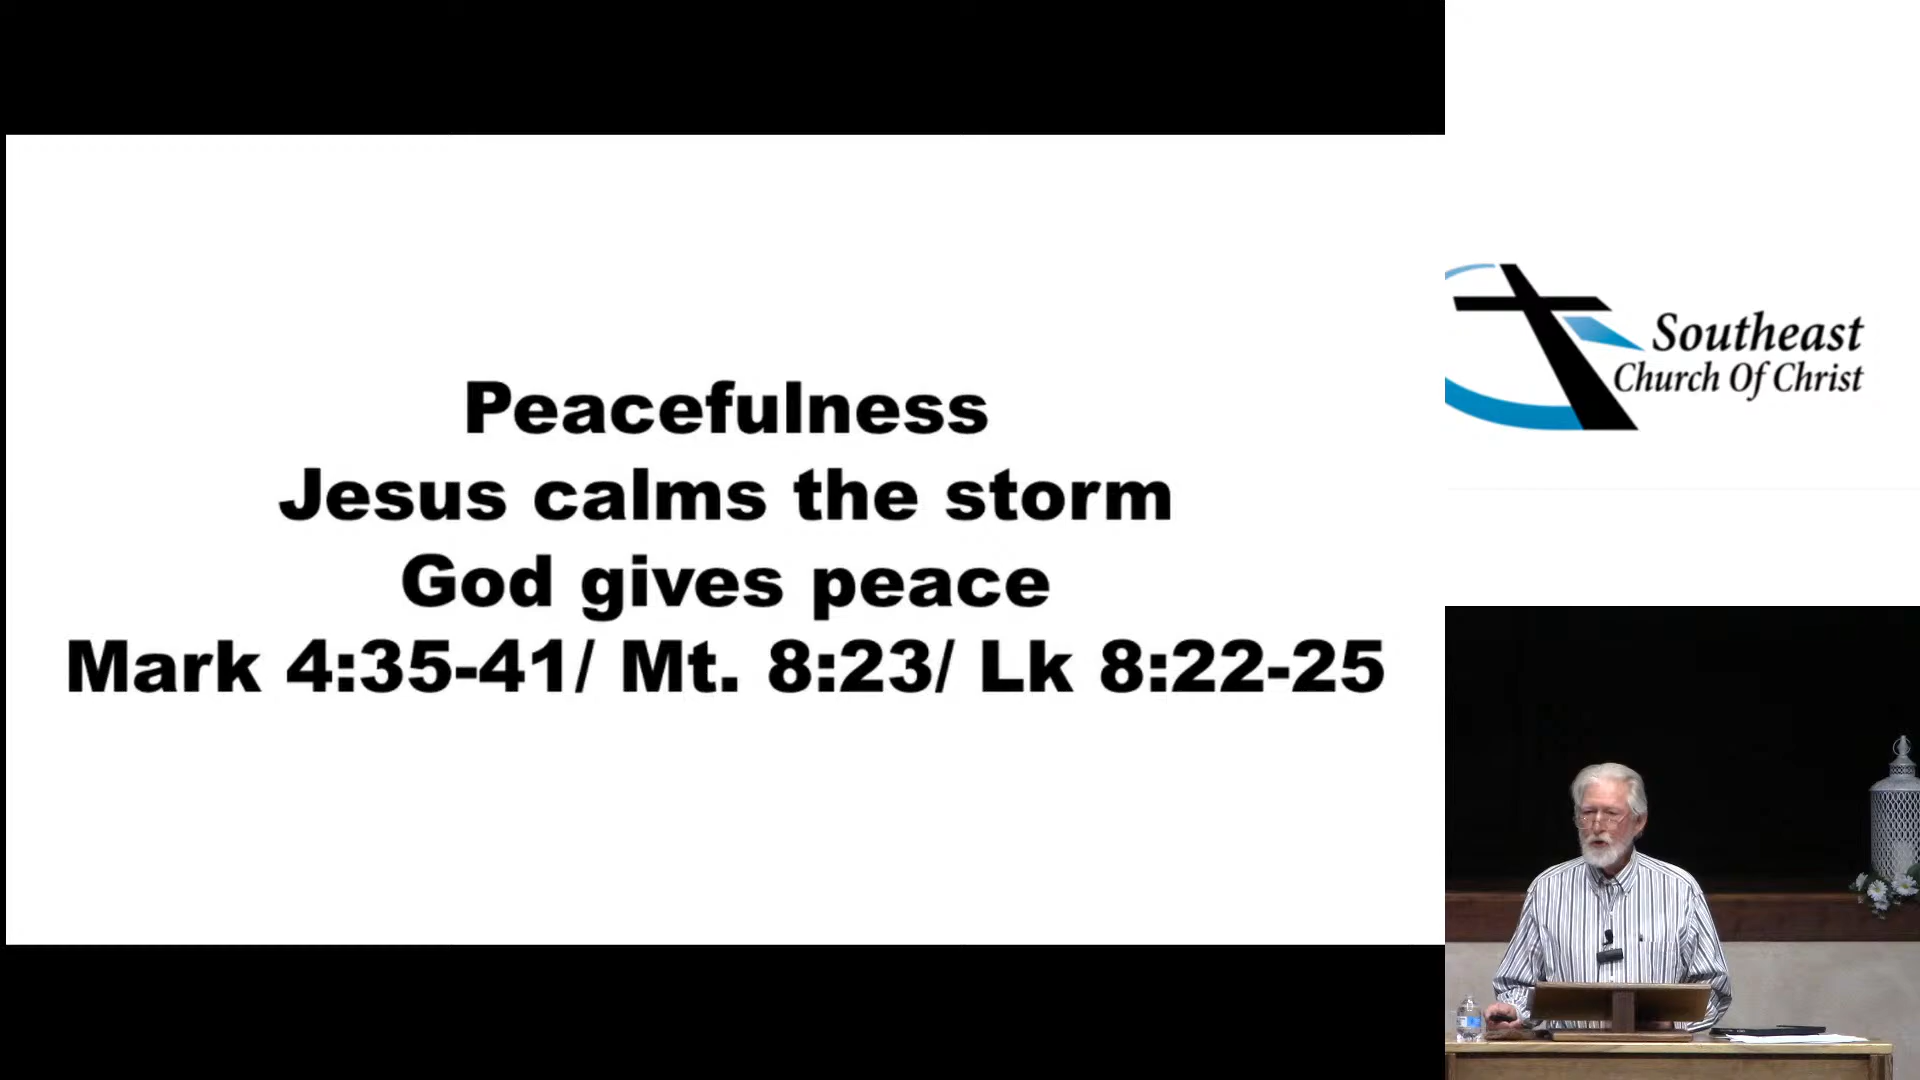 Peacefulness
Jesus calms the storm
God gives peace
Mark 4:35-41/ Mt. 8:23/ Lk 8:22-25
Southeast
Church Of Christ